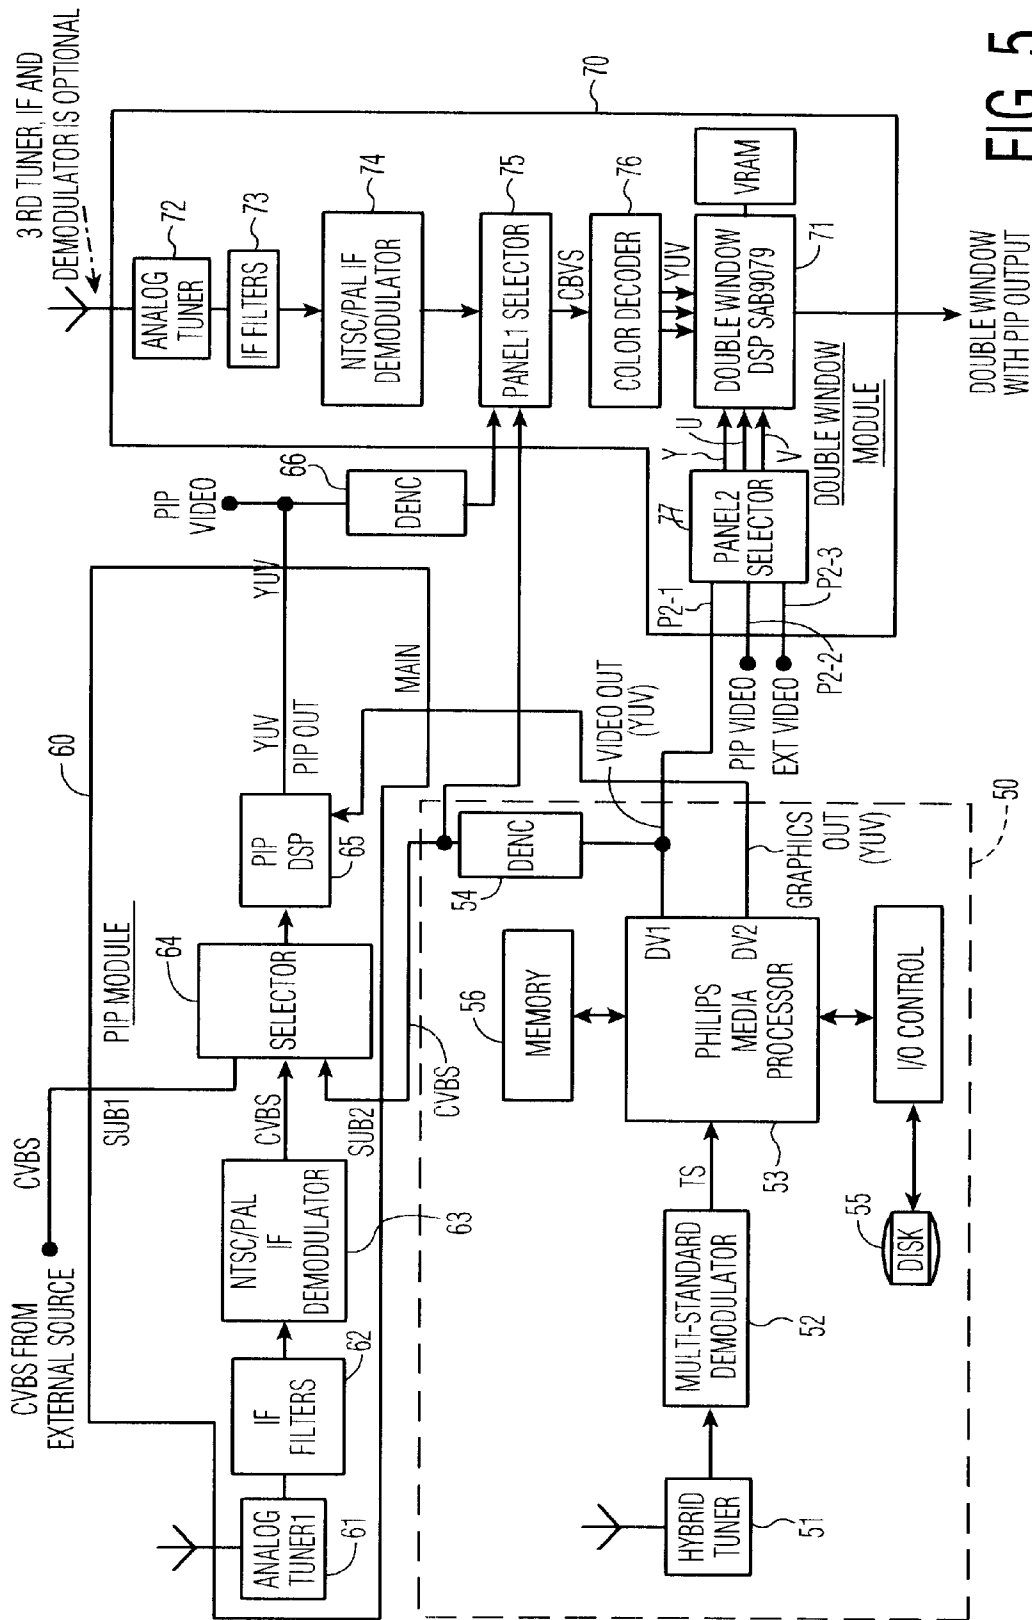 3 RD TUNER, IF AND
DEMODULATOR IS OPTIONAL
72
ANALOG
TUNER
73
IF FILTERS
74
NTSC/PAL IF
DEMODULATOR
75
PANEL1 SELECTOR
CBVS
76
COLOR DECODER
YUV
DOUBLE WINDOW
DSP SAB9079
71
VRAM
70
DOUBLE WINDOW
MODULE
DOUBLE WINDOW
WITH PIP OUTPUT
FIG. 5
PIP
VIDEO
66
DENC
Y
U
V
77
PANEL2
SELECTOR
P2-1
P2-2
P2-3
PIP VIDEO
EXT VIDEO
60
PIP MODULE
CVBS FROM
EXTERNAL SOURCE
CVBS
SUB1
ANALOG
TUNER1
61
IF
FILTERS
62
NTSC/PAL
IF
DEMODULATOR
63
CVBS
SUB2
64
SELECTOR
PIP
DSP
65
YUV
PIP OUT
YUV
MAIN
CVBS
DENC
54
VIDEO OUT
(YUV)
GRAPHICS
OUT
(YUV)
50
HYBRID
TUNER
51
MULTI-STANDARD
DEMODULATOR
52
TS
56
MEMORY
DV1
PHILIPS
MEDIA
DV2
PROCESSOR
53
I/O CONTROL
55
DISK